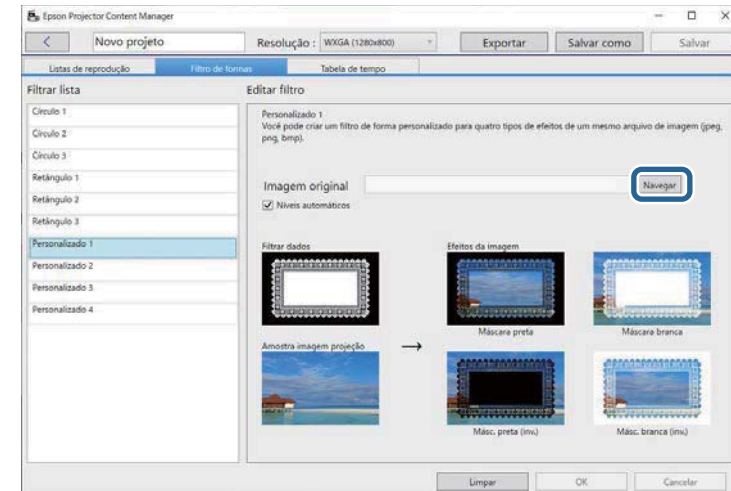 Epson Projector Content Manager
Novo projeto
Resolução : WXGA (1280x800)
Exportar
Salvar como
Salvar
Listas de reprodução
Filtro de formas
Tabela de tempo
Filtrar lista
Círculo 1
Círculo 2
Círculo 3
Retângulo 1
Retângulo 2
Retângulo 3
Personalizado 1
Personalizado 2
Personalizado 3
Personalizado 4
Editar filtro
Personalizado 1
Você pode criar um filtro de forma personalizado para quatro tipos de efeitos de um mesmo arquivo de imagem (jpeg,
png, bmp).
Imagem original
Navegar
Níveis automáticos
Filtrar dados
Efeitos da imagem
Máscara preta
Máscara branca
Amostra imagem projeção
Másc. preta (inv.)
Másc. branca (inv.)
Limpar
OK
Cancelar